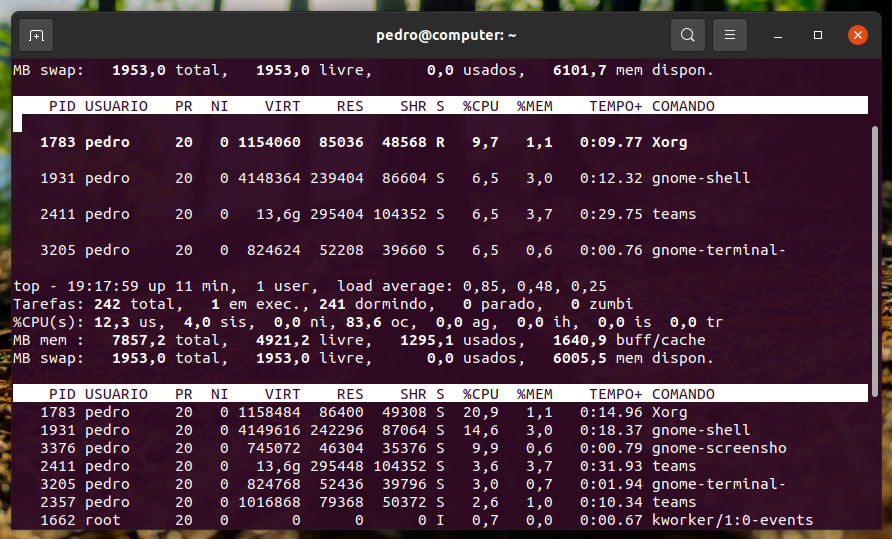 pedro@computer: ~
MB swap:   1953,0 total,   1953,0 livre,      0,0 usados,   6101,7 mem dispon.
PID USUARIO   PR  NI    VIRT    RES    SHR S  %CPU  %MEM    TEMPO+ COMANDO
1783 pedro     20   0 1154060  85036  48568 R   9,7   1,1   0:09.77 Xorg
1931 pedro     20   0 4148364 239404  86604 S   6,5   3,0   0:12.32 gnome-shell
2411 pedro     20   0   13,6g 295404 104352 S   6,5   3,7   0:29.75 teams
3205 pedro     20   0  824624  52208  39660 S   6,5   0,6   0:00.76 gnome-terminal-
top - 19:17:59 up 11 min,  1 user,  load average: 0,85, 0,48, 0,25
Tarefas: 242 total,   1 em exec., 241 dormindo,   0 parado,   0 zumbi
%CPU(s): 12,3 us,  4,0 sis,  0,0 ni, 83,6 oc,  0,0 ag,  0,0 ih,  0,0 is  0,0 tr
MB mem :   7857,2 total,   4921,2 livre,   1295,1 usados,   1640,9 buff/cache
MB swap:   1953,0 total,   1953,0 livre,      0,0 usados,   6005,5 mem dispon.
PID USUARIO   PR  NI    VIRT    RES    SHR S  %CPU  %MEM    TEMPO+ COMANDO
1783 pedro     20   0 1158484  86400  49308 S  20,9   1,1   0:14.96 Xorg
1931 pedro     20   0 4149616 242296  87064 S  14,6   3,0   0:18.37 gnome-shell
3376 pedro     20   0  745072  46304  35376 S   9,9   0,6   0:00.79 gnome-screensho
2411 pedro     20   0   13,6g 295448 104352 S   3,6   3,7   0:31.93 teams
3205 pedro     20   0  824768  52436  39796 S   3,0   0,7   0:01.94 gnome-terminal-
2357 pedro     20   0 1016868  79368  50372 S   2,6   1,0   0:10.34 teams
1662 root      20   0       0      0      0 I   0,7   0,0   0:00.67 kworker/1:0-events